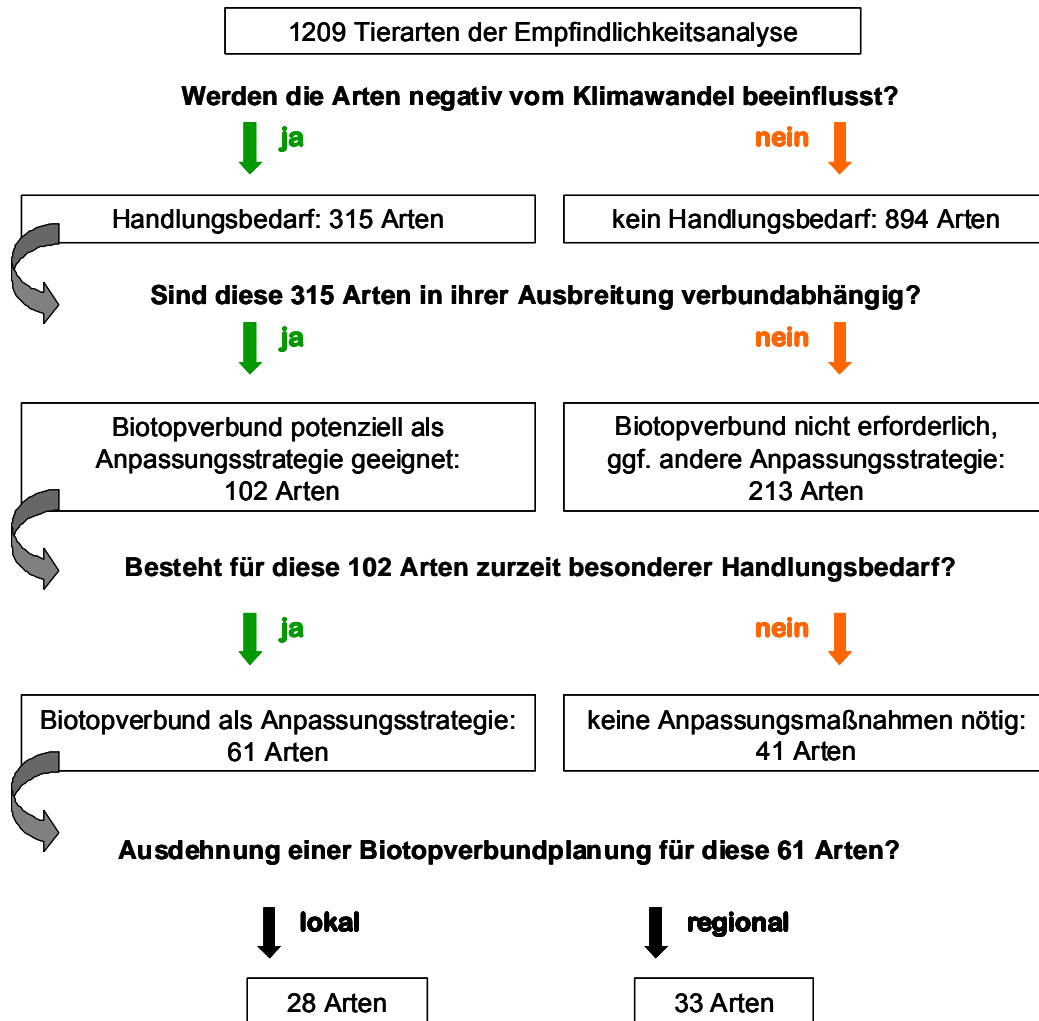 1209 Tierarten der Empfindlichkeitsanalyse
Werden die Arten negativ vom Klimawandel beeinflusst?
ja
nein
Handlungsbedarf: 315 Arten
kein Handlungsbedarf: 894 Arten
Sind diese 315 Arten in ihrer Ausbreitung verbundabhängig?
ja
nein
Biotopverbund potenziell als
Anpassungsstrategie geeignet:
102 Arten
Biotopverbund nicht erforderlich,
ggf. andere Anpassungsstrategie:
213 Arten
Besteht für diese 102 Arten zurzeit besonderer Handlungsbedarf?
ja
nein
Biotopverbund als Anpassungsstrategie:
61 Arten
keine Anpassungsmaßnahmen nötig:
41 Arten
Ausdehnung einer Biotopverbundplanung für diese 61 Arten?
lokal
regional
28 Arten
33 Arten